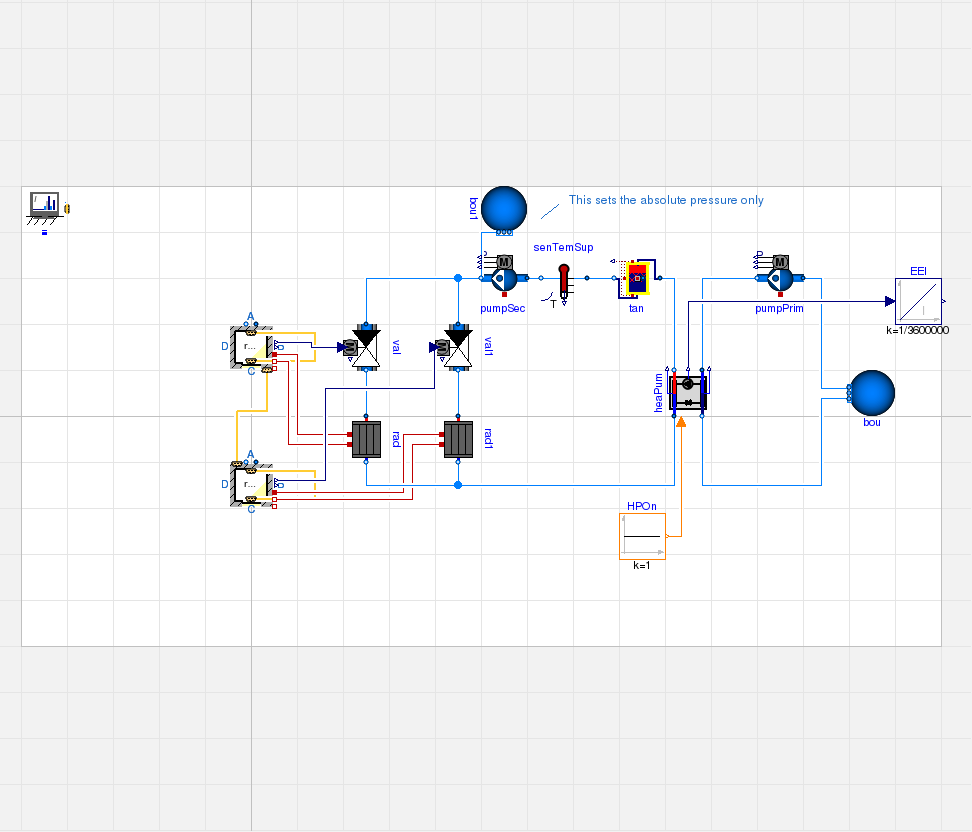 bou1
This sets the absolute pressure only
senTemSup
P
M
P
M
EEI
T
pumpSec
tan
pumpPrim
k=1/3600000
A
D
r...
C
M
val
M
val1
heaPum
bou
rad
rad1
A
D
r...
C
HPOn
k=1